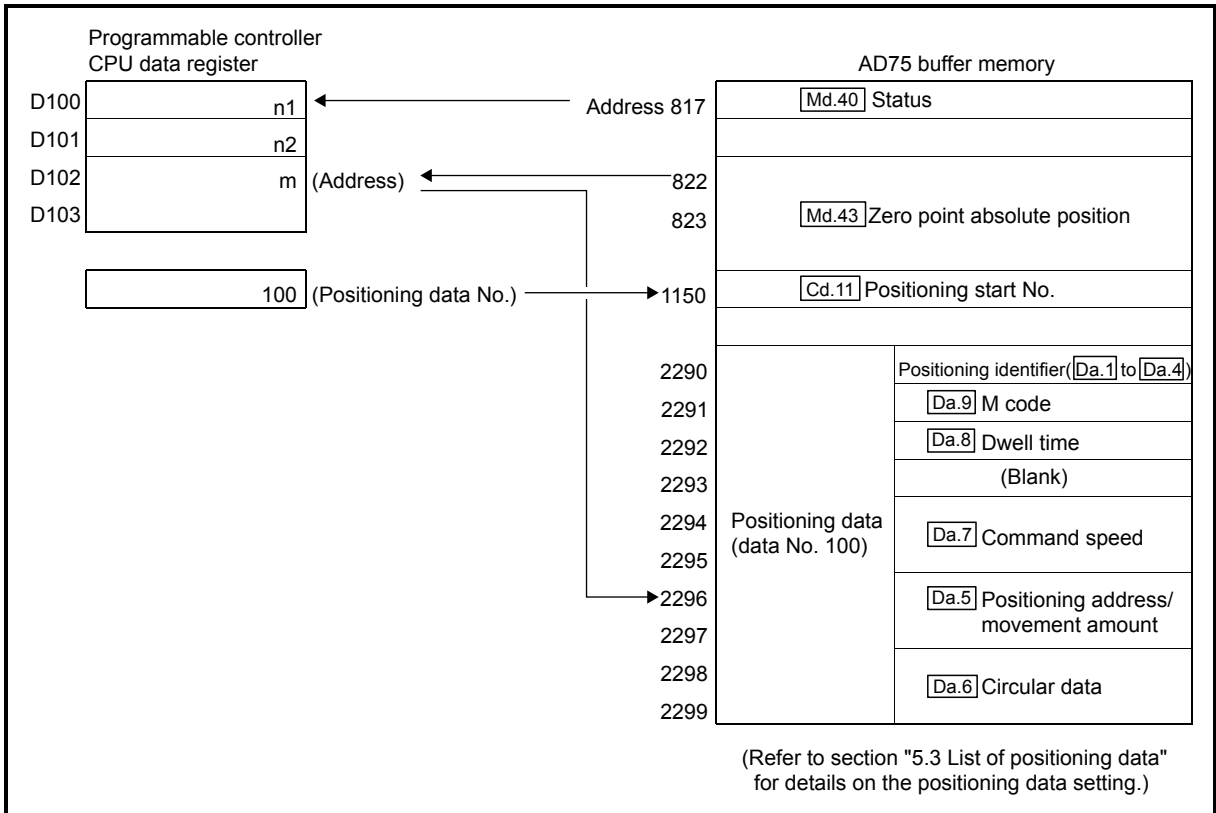 Programmable controller
CPU data register
AD75 buffer memory
D100 n1 Address 817 Md.40 Status
D101 n2
D102 m (Address) 822
D103 823 Md.43 Zero point absolute position
100 (Positioning data No.) 1150 Cd.11 Positioning start No.
2290 Positioning identifier(Da.1 to Da.4)
2291 Da.9 M code
2292 Da.8 Dwell time
2293 (Blank)
2294 Positioning data Da.7 Command speed
2295 (data No. 100)
2296 Da.5 Positioning address/
2297 movement amount
2298 Da.6 Circular data
2299
(Refer to section "5.3 List of positioning data"
for details on the positioning data setting.)